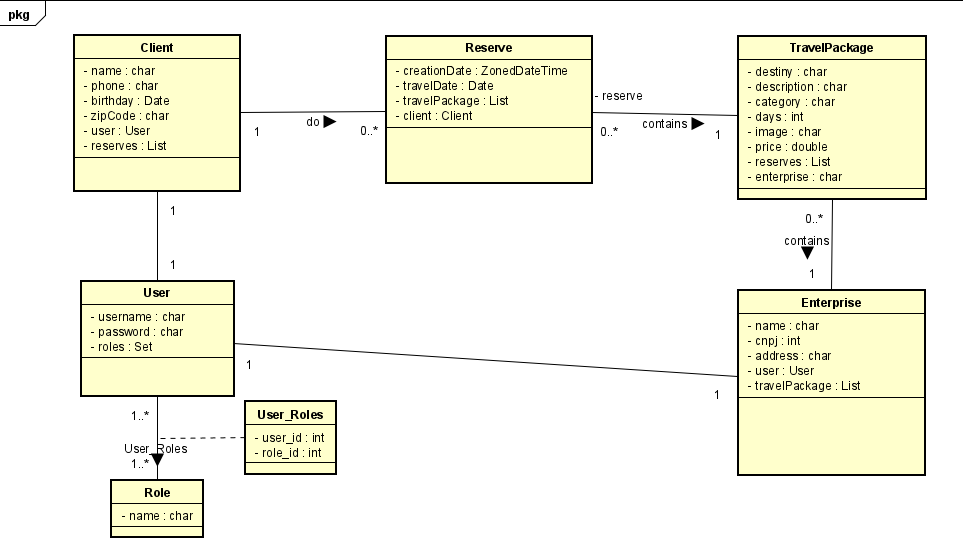 pkg
Client
- name : char
- phone : char
- birthday : Date
- zipCode : char
- user : User
- reserves : List
1
do
0..*
Reserve
- creationDate : ZonedDateTime
- travelDate : Date
- travelPackage : List
- client : Client
- reserve
0..*
contains
1
TravelPackage
- destiny : char
- description : char
- category : char
- days : int
- image : char
- price : double
- reserves : List
- enterprise : char
1
1
0..*
contains
1
User
- username : char
- password : char
- roles : Set
1
1
Enterprise
- name : char
- cnpj : int
- address : char
- user : User
- travelPackage : List
1..*
User_Roles
1..*
User_Roles
- user_id : int
- role_id : int
Role
- name : char